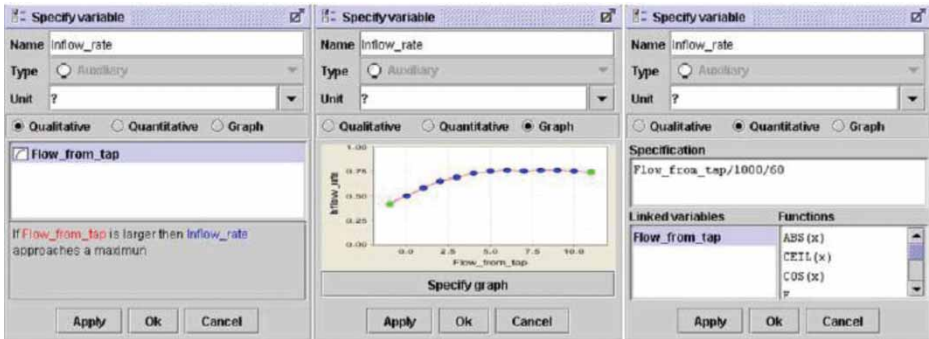 Specify variable
Name Inflow_rate
Type Auxiliary
Unit ?
Qualitative Quantitative Graph
Flow_from_tap
If Flow_from_tap is larger then Inflow_rate
approaches a maximun
Apply Ok Cancel
Specify variable
Name Inflow_rate
Type Auxiliary
Unit ?
Qualitative Quantitative Graph
1.00
0.75
0.50
0.25
0.00
0.0 2.5 5.0 7.5 10.0
Flow_from_tap
Specify graph
Apply Ok Cancel
Specify variable
Name Inflow_rate
Type Auxiliary
Unit ?
Qualitative Quantitative Graph
Specification
Flow_from_tap/1000/60
Linked variables Functions
Flow_from_tap ABS(x)
CEIL(x)
COS(x)
Apply Ok Cancel